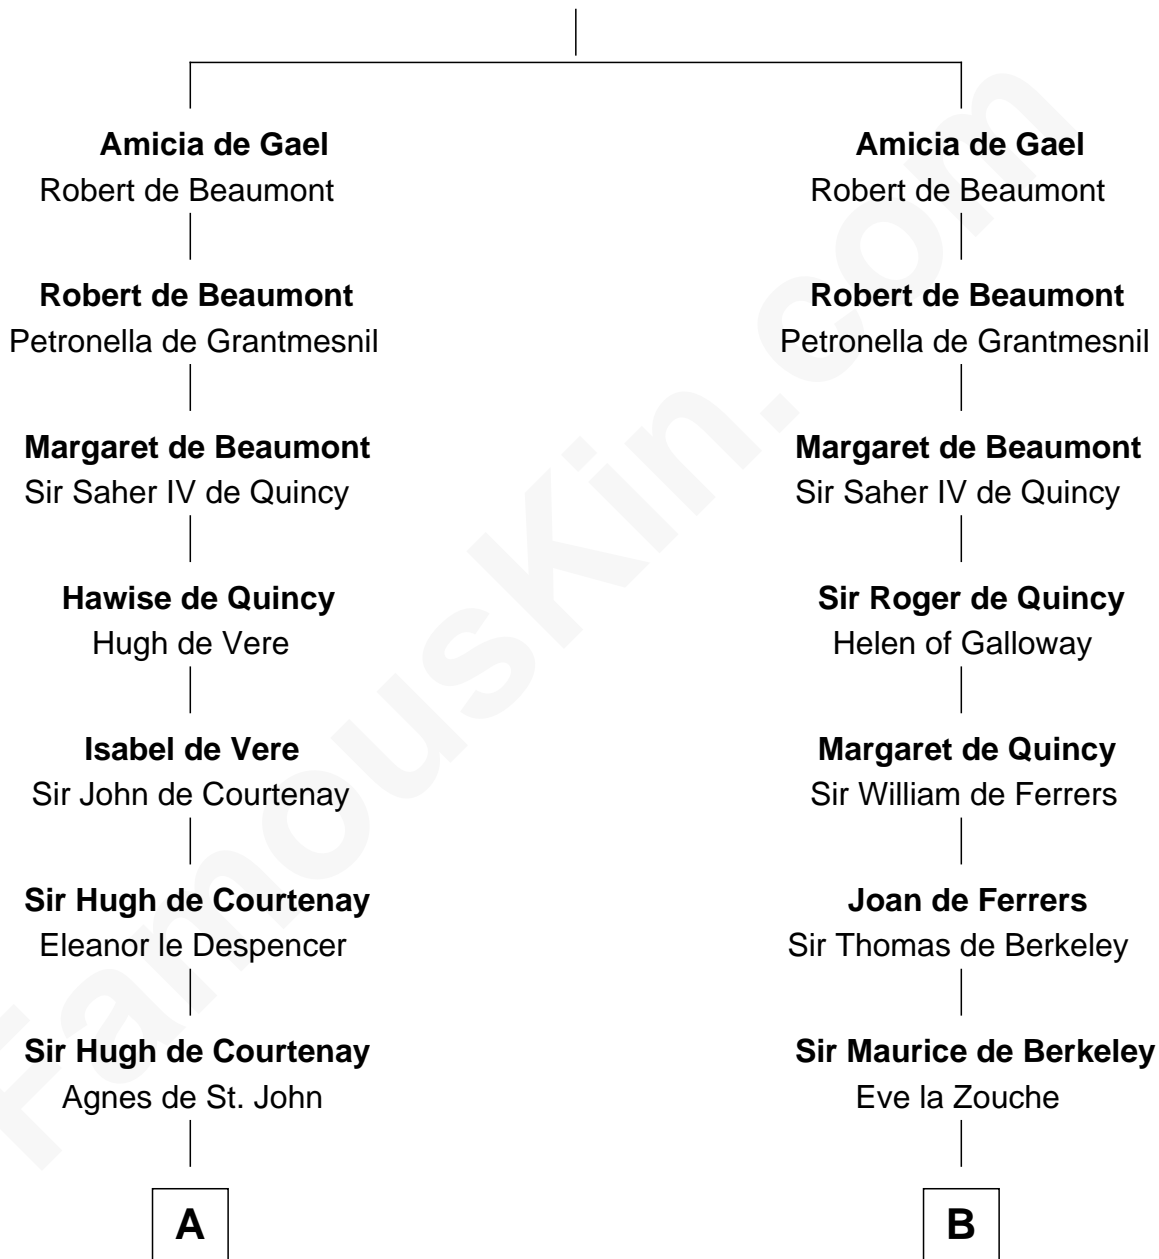 Amicia de Gael
Robert de Beaumont
Robert de Beaumont
Petronella de Grantmesnil
Margaret de Beaumont
Sir Saher IV de Quincy
Hawise de Quincy
Hugh de Vere
Isabel de Vere
Sir John de Courtenay
Sir Hugh de Courtenay
Eleanor le Despencer
Sir Hugh de Courtenay
Agnes de St. John
A
Amicia de Gael
Robert de Beaumont
Robert de Beaumont
Petronella de Grantmesnil
Margaret de Beaumont
Sir Saher IV de Quincy
Sir Roger de Quincy
Helen of Galloway
Margaret de Quincy
Sir William de Ferrers
Joan de Ferrers
Sir Thomas de Berkeley
Sir Maurice de Berkeley
Eve la Zouche
B
FamousKin.com